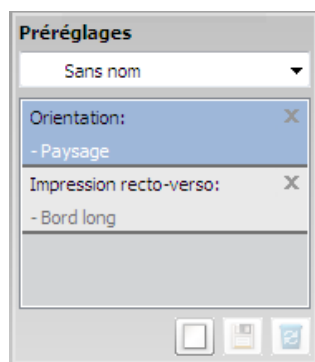 Préréglages
Sans nom
Orientation:
- Paysage
Impression recto-verso:
- Bord long